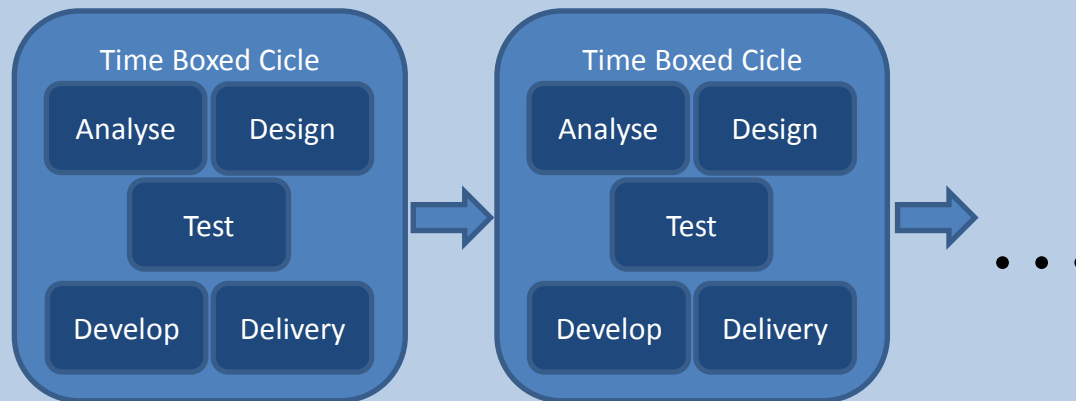 Time Boxed Cicle
Analyse
Design
Test
Develop
Delivery
Time Boxed Cicle
Analyse
Design
Test
Develop
Delivery
. . .